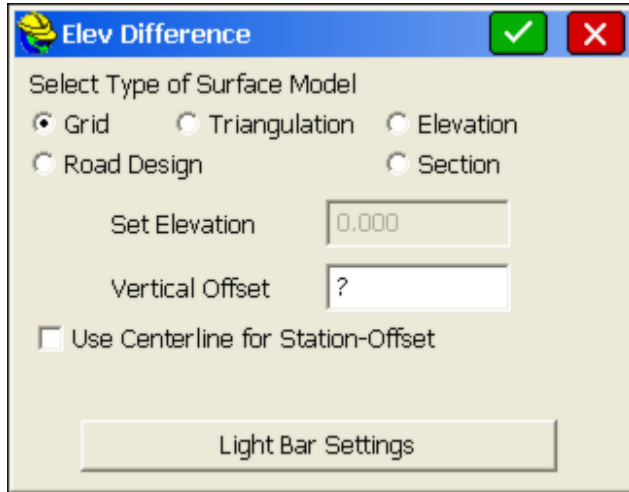 Elev Difference
Select Type of Surface Model
Grid Triangulation Elevation
Road Design Section
Set Elevation 0.000
Vertical Offset ?
Use Centerline for Station-Offset
Light Bar Settings